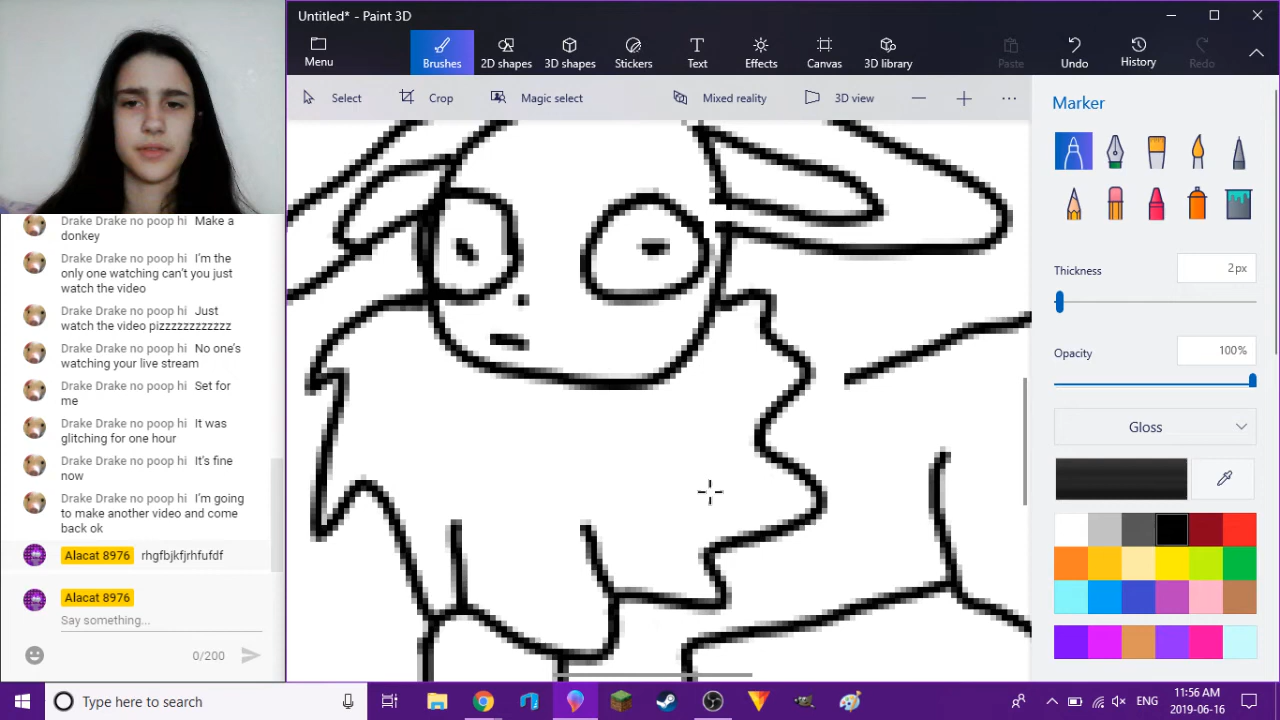 Untitled* - Paint 3D
Menu
Brushes
2D shapes
3D shapes
Stickers
Text
Effects
Canvas
3D library
Paste
Undo
History
Redo
Select
Crop
Magic select
Mixed reality
3D view
Marker
Thickness
2px
Opacity
100%
Gloss
Drake Drake no poop hi Make a
donkey
Drake Drake no poop hi I'm the
only one watching can't you just
watch the video
Drake Drake no poop hi Just
watch the video pizzzzzzzzzzzz
Drake Drake no poop hi No one's
watching your live stream
Drake Drake no poop hi Set for
me
Drake Drake no poop hi It was
glitching for one hour
Drake Drake no poop hi It's fine
now
Drake Drake no poop hi I'm going
to make another video and come
back ok
Alacat 8976 rhgfbjkfjrhfufdf
Alacat 8976
Say something...
0/200
Type here to search
ENG
11:56 AM
2019-06-16